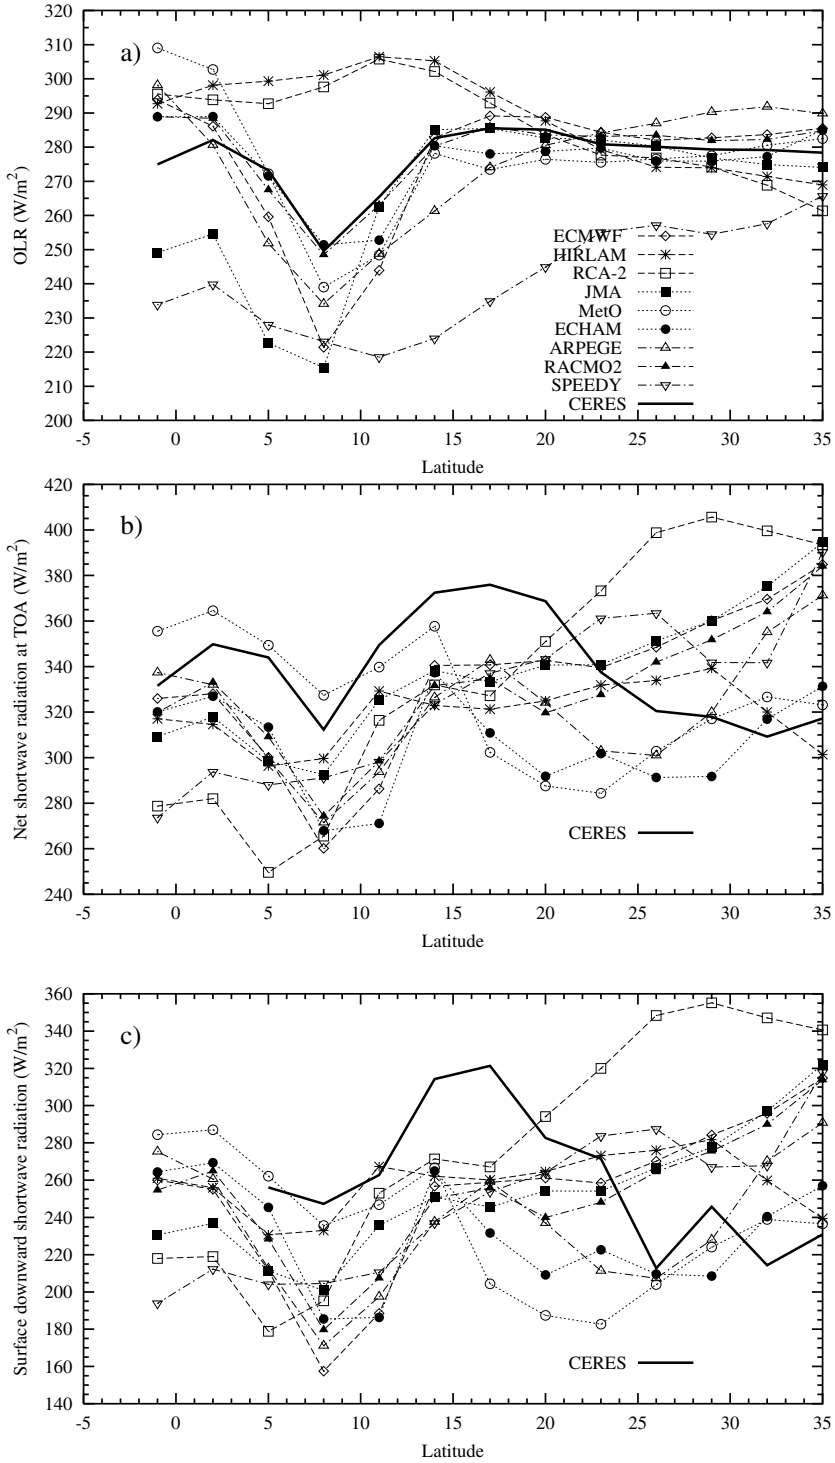 320
310
300
290
280
270
260
250
240
230
220
210
200
OLR (W/m²)
a)
ECMWF
HIRLAM
RCA-2
JMA
MetO
ECHAM
ARPEGE
RACMO2
SPEEDY
CERES
-5 0 5 10 15 20 25 30 35
Latitude
420
400
380
360
340
320
300
280
260
240
Net shortwave radiation at TOA (W/m²)
b)
CERES
-5 0 5 10 15 20 25 30 35
Latitude
360
340
320
300
280
260
240
220
200
180
160
140
Surface downward shortwave radiation (W/m²)
c)
CERES
-5 0 5 10 15 20 25 30 35
Latitude